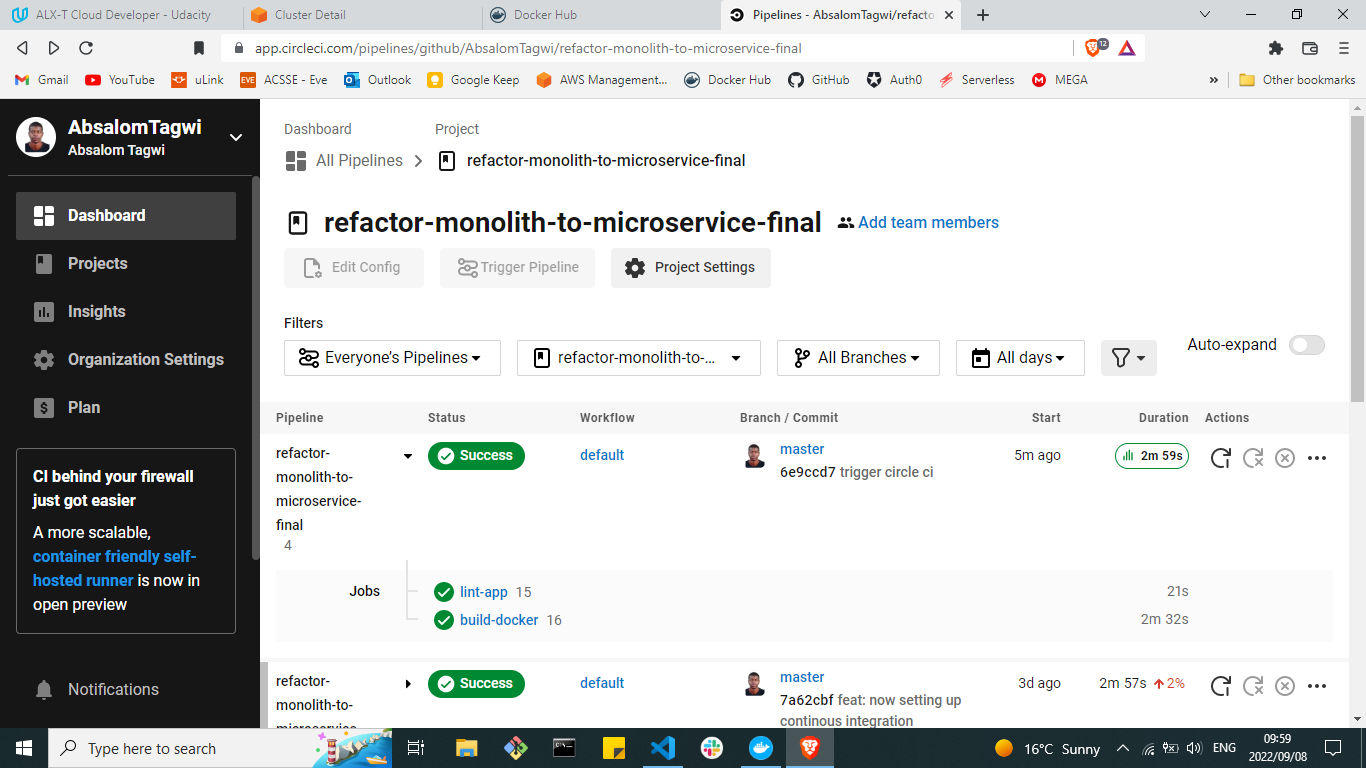 ALX-T Cloud Developer - Udacity
Cluster Detail
Docker Hub
Pipelines - AbsalomTagwi/refacto
app.circleci.com/pipelines/github/AbsalomTagwi/refactor-monolith-to-microservice-final
12
Gmail
YouTube
uLink
EVE
ACSSE - Eve
Outlook
Google Keep
AWS Management...
Docker Hub
GitHub
Auth0
Serverless
MEGA
»
Other bookmarks
AbsalomTagwi
Absalom Tagwi
Dashboard
Projects
Insights
Organization Settings
Plan
CI behind your firewall
just got easier
A more scalable,
container friendly self-
hosted runner is now in
open preview
Notifications
Dashboard
Project
All Pipelines
refactor-monolith-to-microservice-final
refactor-monolith-to-microservice-final
Add team members
Edit Config
Trigger Pipeline
Project Settings
Filters
Everyone's Pipelines
refactor-monolith-to-...
All Branches
All days
Auto-expand
Pipeline
Status
Workflow
Branch / Commit
Start
Duration
Actions
refactor-
monolith-to-
microservice-
final
4
Success
default
master
6e9ccd7 trigger circle ci
5m ago
2m 59s
Jobs
lint-app 15
21s
build-docker 16
2m 32s
refactor-
monolith-to-
microservice-
Success
default
master
7a62cbf feat: now setting up
continous integration
3d ago
2m 57s 2%
Type here to search
16°C Sunny
ENG
09:59
2022/09/08